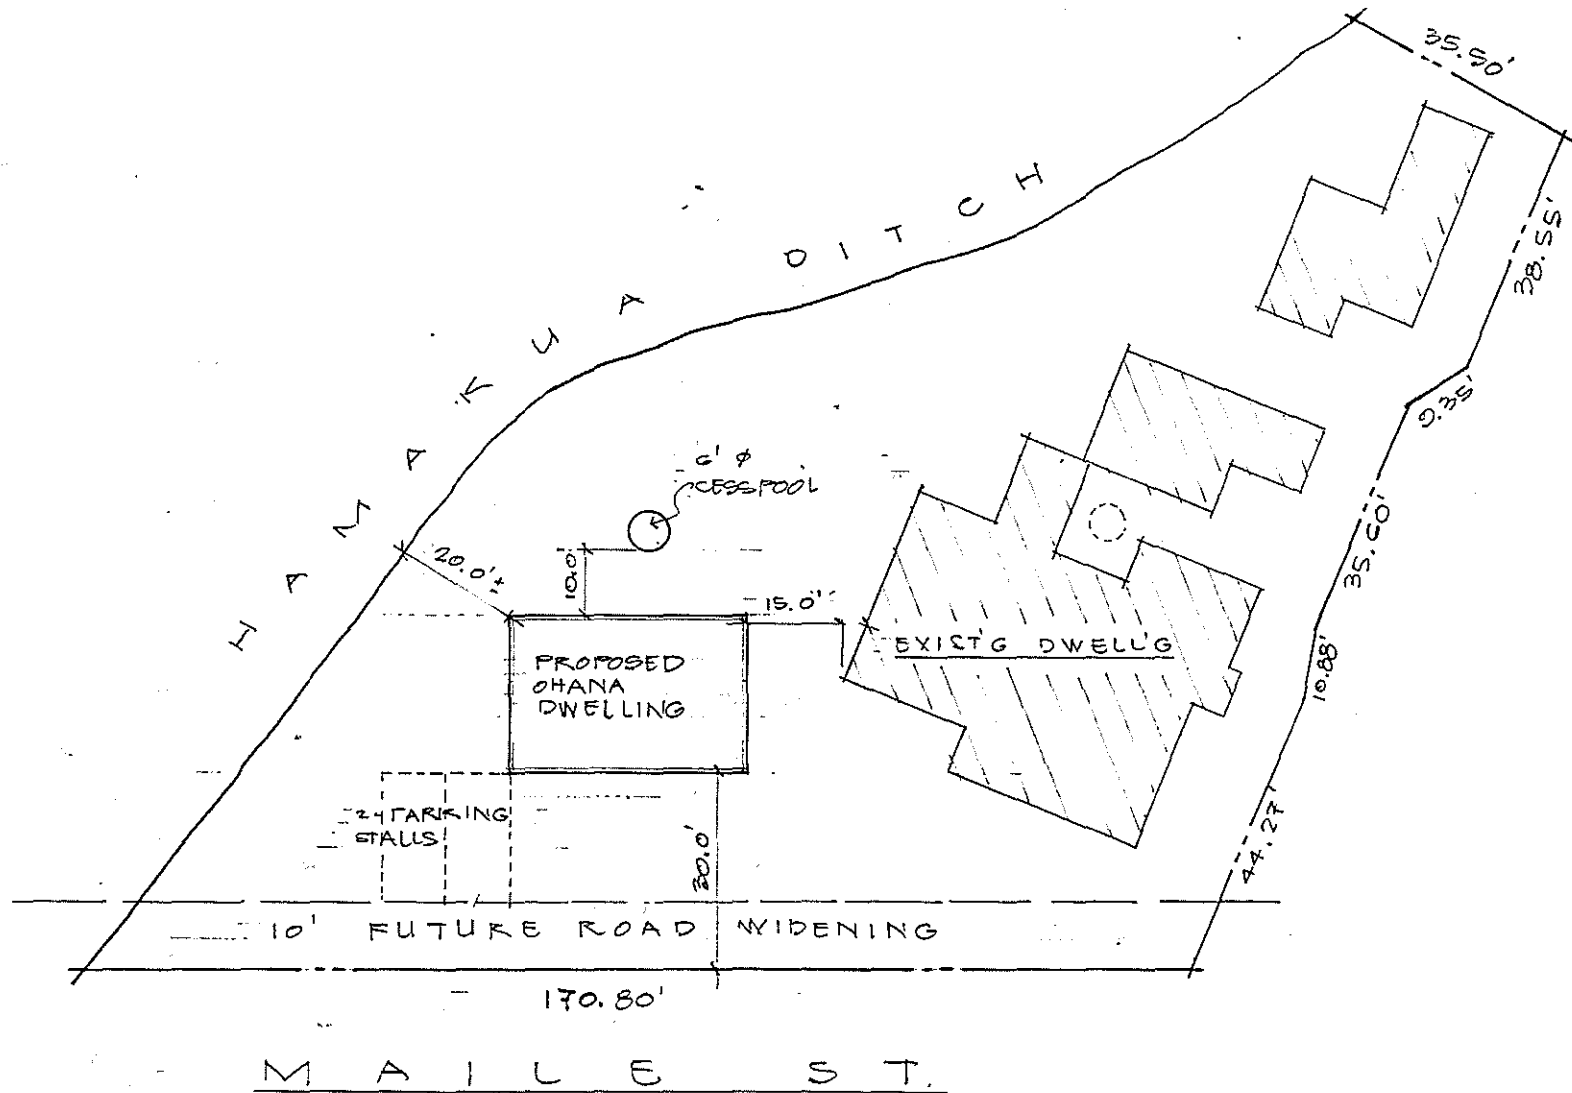 35.50'
HAMAKUA DITCH
38.55'
9.35'
6' ⌀
CESSPOOL
20.0'±
10.0
15.0'
35.60'
EXIST'G DWELL'G
PROPOSED
OHANA
DWELLING
10.88'
2-PARKING
STALLS
30.0'
44.27'
10' FUTURE ROAD WIDENING
170.80'
MAILE ST.